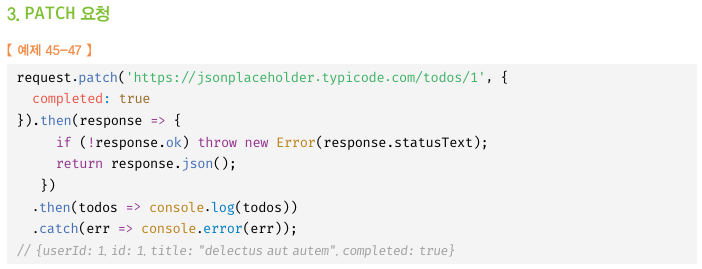 3. PATCH 요청
【 예제 45-47 】
request.patch('https://jsonplaceholder.typicode.com/todos/1', {
  completed: true
}).then(response => {
     if (!response.ok) throw new Error(response.statusText);
     return response.json();
   })
  .then(todos => console.log(todos))
  .catch(err => console.error(err));
// {userId: 1, id: 1, title: "delectus aut autem", completed: true}